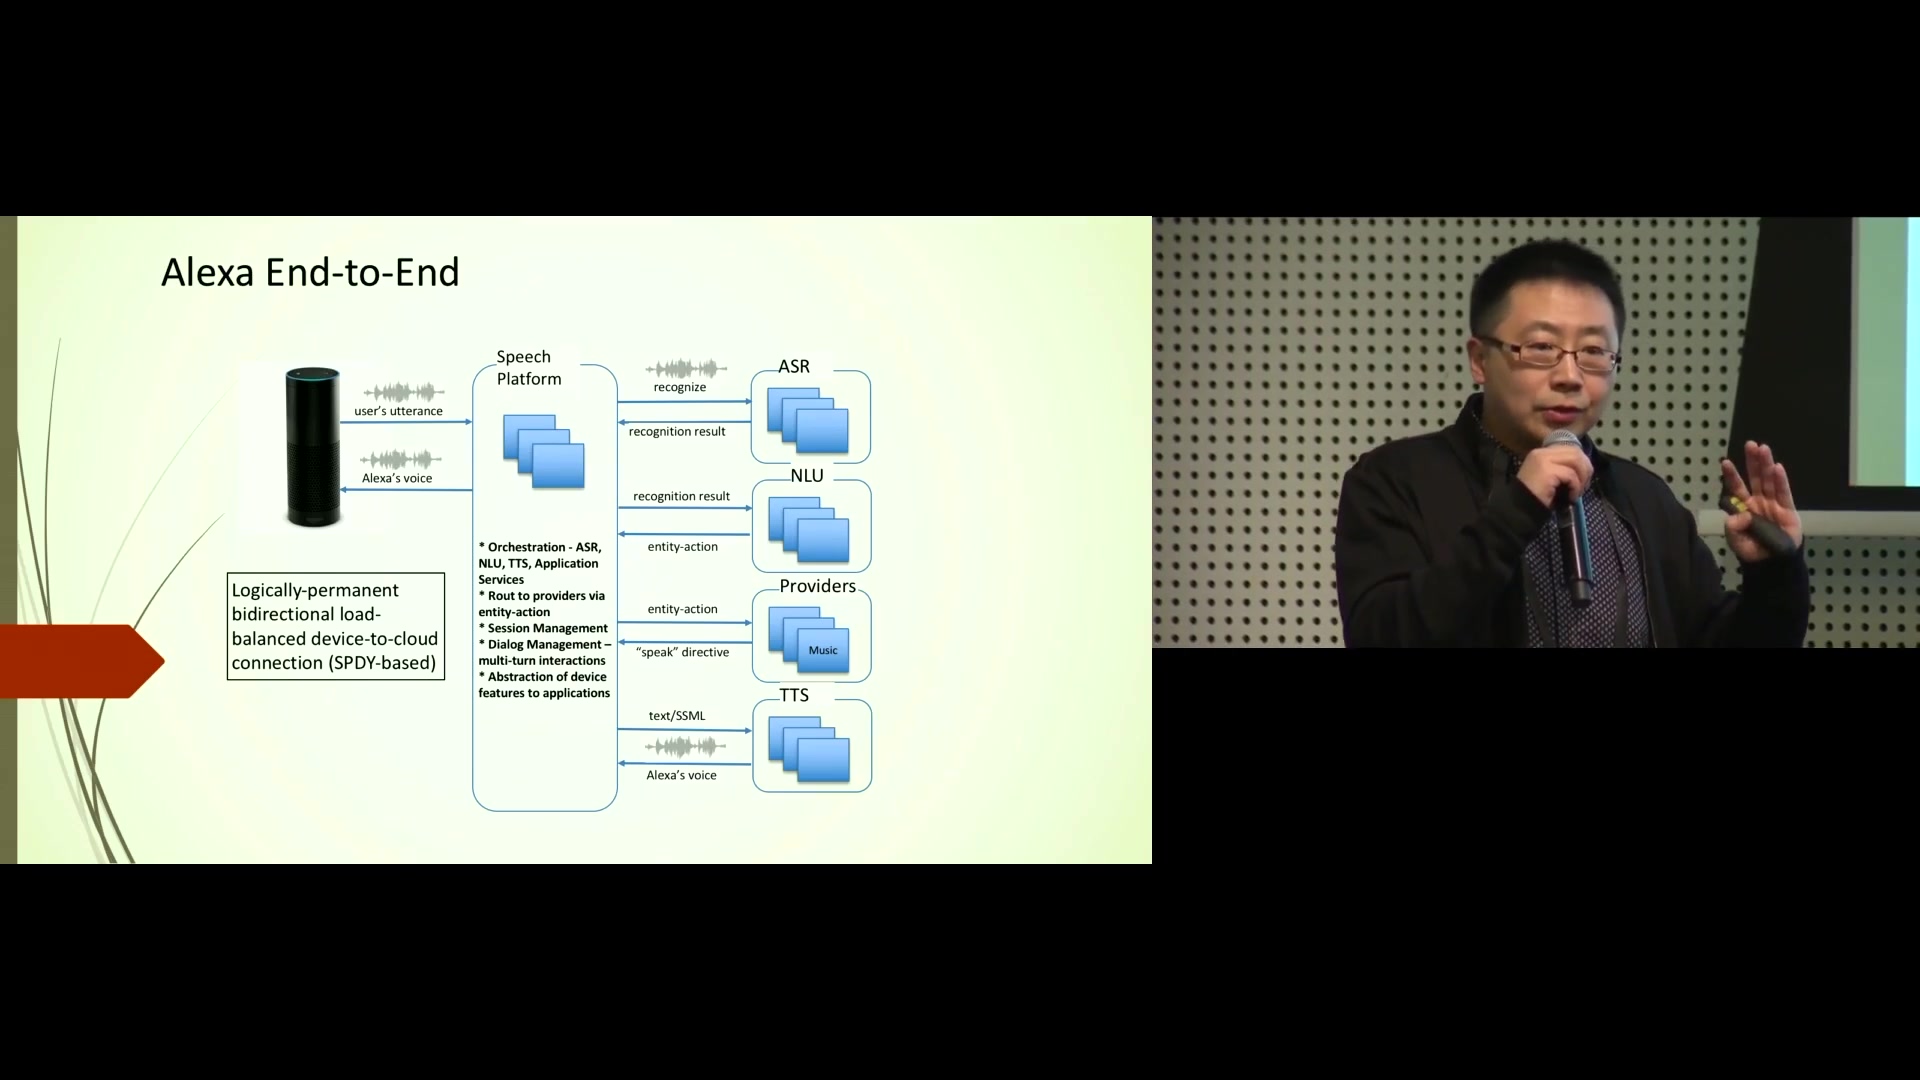 Alexa End-to-End
Speech
Platform
user's utterance
Alexa's voice
* Orchestration - ASR,
NLU, TTS, Application
Services
* Rout to providers via
entity-action
* Session Management
* Dialog Management –
multi-turn interactions
* Abstraction of device
features to applications
Logically-permanent
bidirectional load-
balanced device-to-cloud
connection (SPDY-based)
recognize
recognition result
ASR
recognition result
entity-action
NLU
entity-action
"speak" directive
Providers
Music
text/SSML
Alexa's voice
TTS